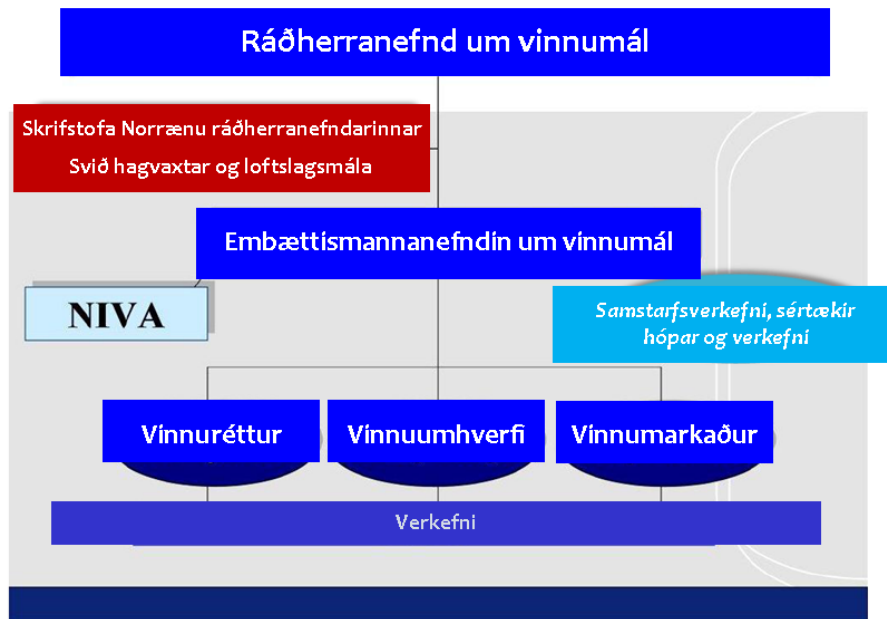 Ráðherranefnd um vinnumál
Skrifstofa Norrænu ráðherranefndarinnar
Svið hagvaxtar og loftslagsmála
Embættismannanefndin um vinnumál
NIVA
Samstarfsverkefni, sértækir
hópar og verkefni
Vinnuréttur
Vinnuumhverfi
Vinnumarkaður
Verkefni